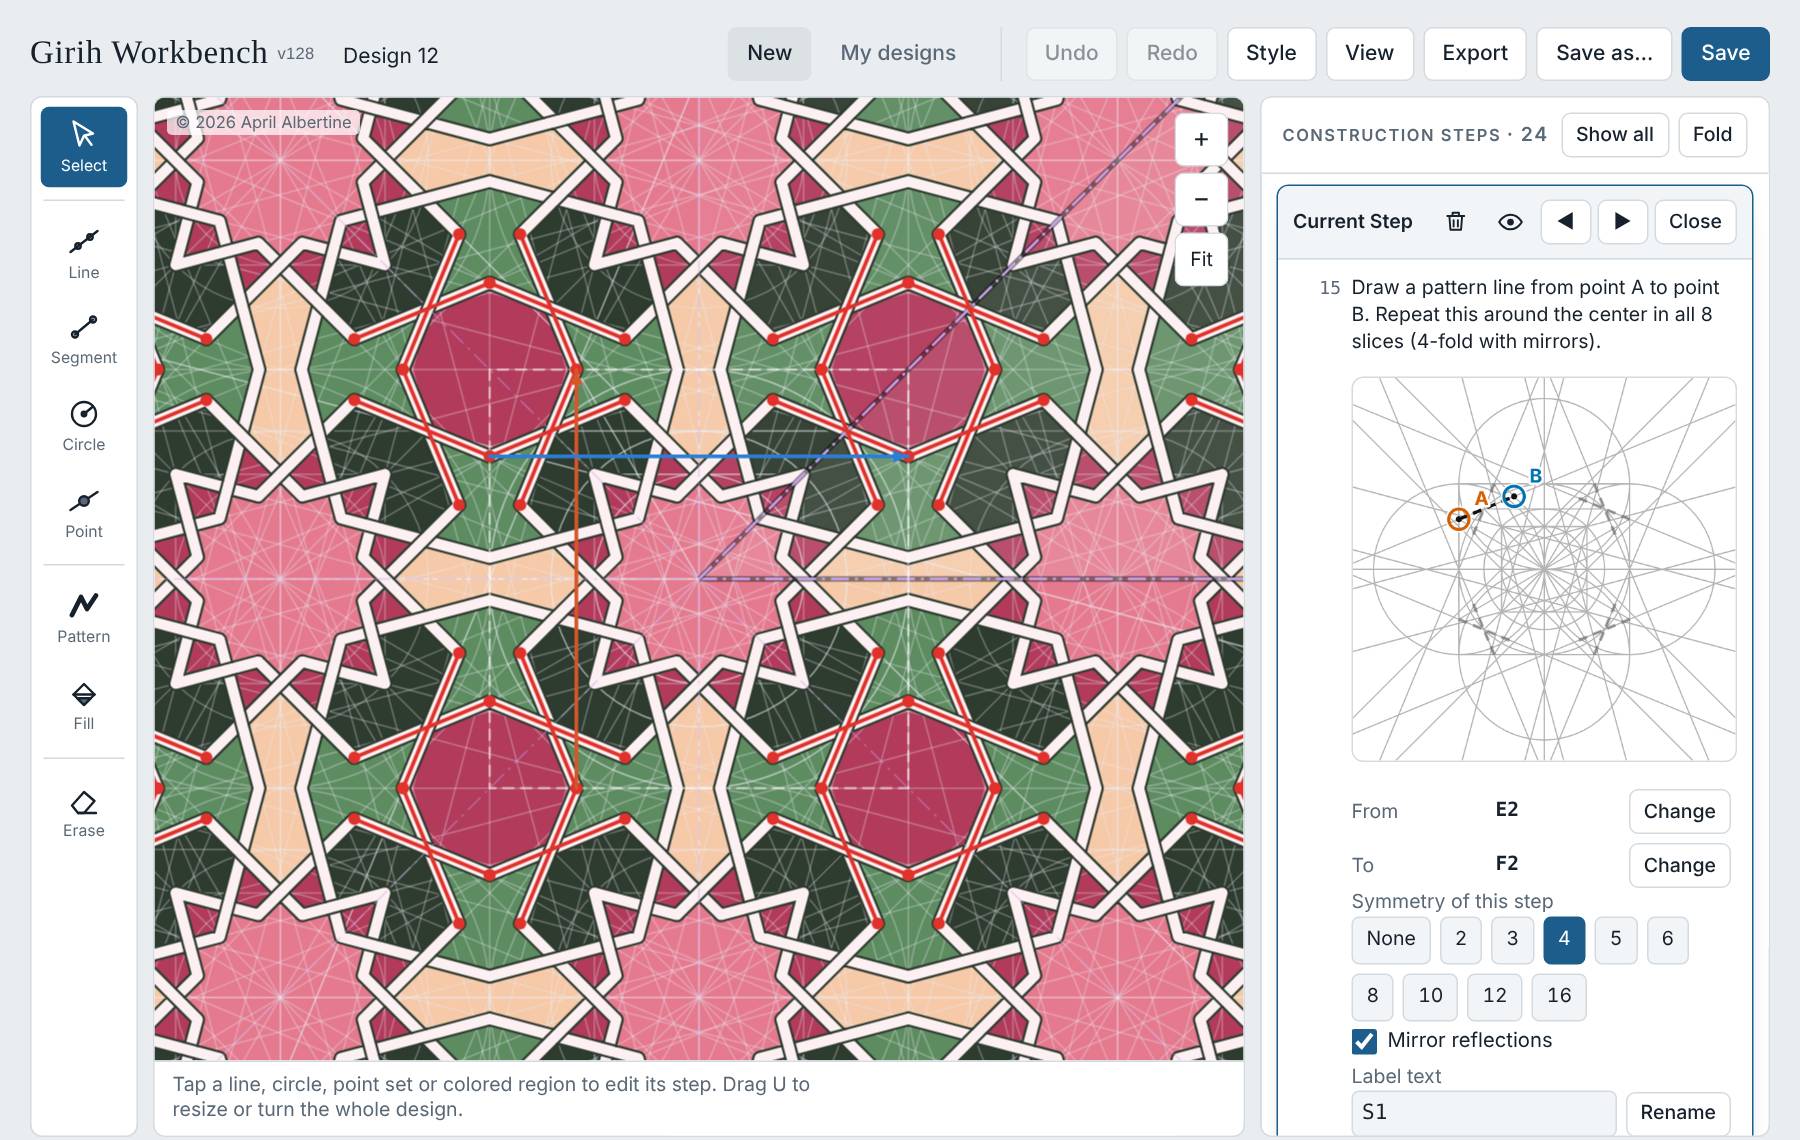 Girih Workbench v128 Design 12
New My designs Undo Redo Style View Export Save as... Save
Select
Line
Segment
Circle
Point
Pattern
Fill
Erase
© 2026 April Albertine
+
−
Fit
Tap a line, circle, point set or colored region to edit its step. Drag U to
resize or turn the whole design.
CONSTRUCTION STEPS · 24 Show all Fold
Current Step Close
15 Draw a pattern line from point A to point
B. Repeat this around the center in all 8
slices (4-fold with mirrors).
B
A
From E2 Change
To F2 Change
Symmetry of this step
None 2 3 4 5 6
8 10 12 16
Mirror reflections
Label text
S1 Rename